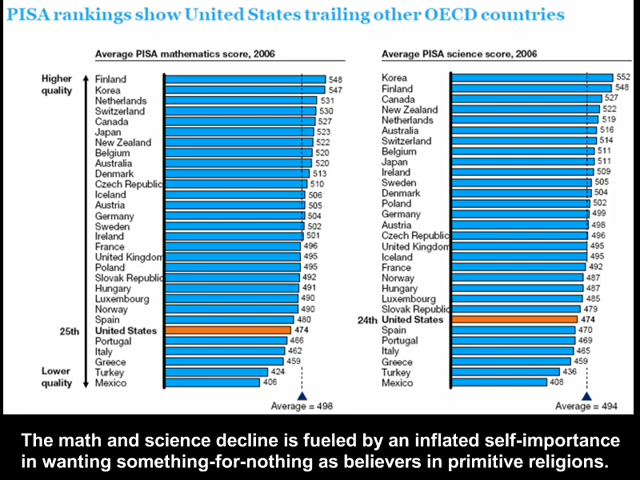 PISA rankings show United States trailing other OECD countries
Average PISA mathematics score, 2006
Higher
quality
Finland 548
Korea 547
Netherlands 531
Switzerland 530
Canada 527
Japan 523
New Zealand 522
Belgium 520
Australia 520
Denmark 513
Czech Republic 510
Iceland 506
Austria 505
Germany 504
Sweden 502
Ireland 501
France 496
United Kingdom 495
Poland 495
Slovak Republic 492
Hungary 491
Luxembourg 490
Norway 490
Spain 480
25th United States 474
Portugal 466
Italy 462
Greece 459
Lower
quality
Turkey 424
Mexico 406
Average = 498
Average PISA science score, 2006
Korea 552
Finland 548
Canada 527
New Zealand 522
Netherlands 519
Australia 516
Switzerland 514
Belgium 511
Japan 511
Ireland 509
Sweden 505
Denmark 504
Poland 502
Germany 499
Austria 498
Czech Republic 496
United Kingdom 495
Iceland 495
France 492
Norway 487
Hungary 487
Luxembourg 485
Slovak Republic 479
24th United States 474
Spain 470
Portugal 469
Italy 465
Greece 459
Turkey 436
Mexico 408
Average = 494
The math and science decline is fueled by an inflated self-importance
in wanting something-for-nothing as believers in primitive religions.